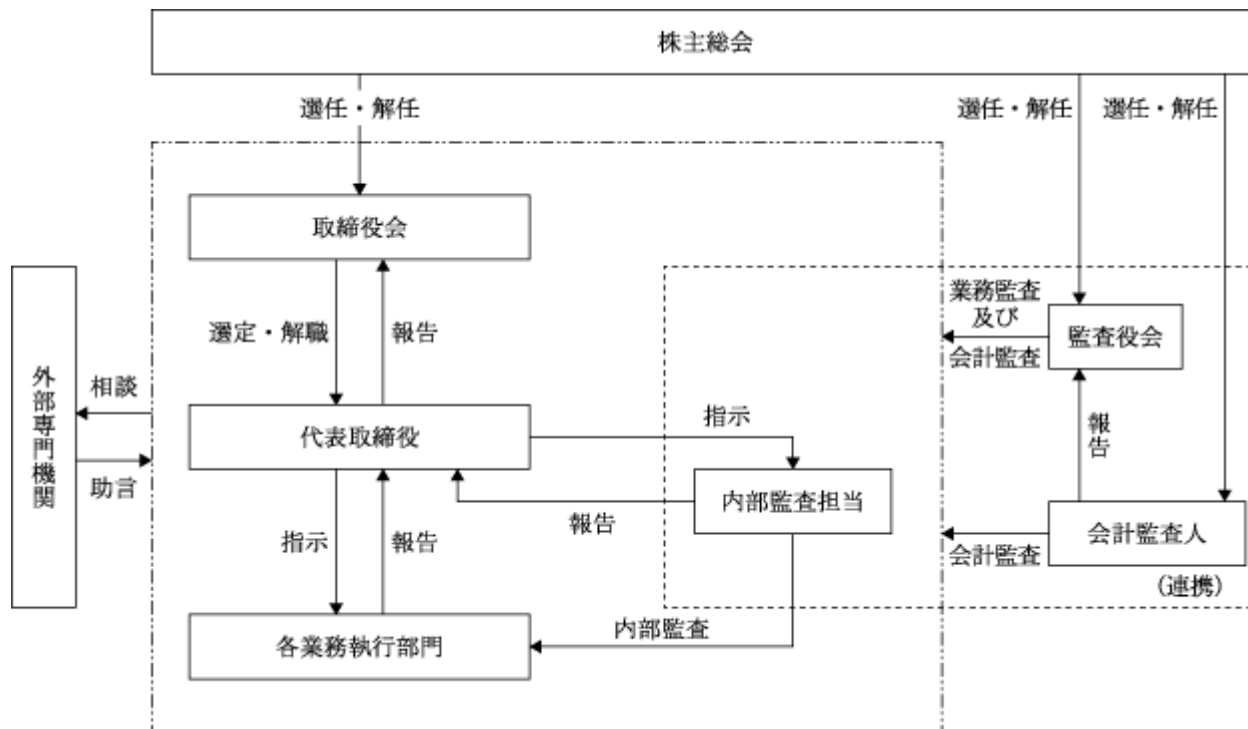 株主総会
選任・解任
選任・解任
選任・解任
取締役会
選定・解職
報告
業務監査
及び
会計監査
監査役会
外部専門機関
相談
助言
代表取締役
指示
報告
内部監査担当
報告
会計監査
会計監査人
(連携)
指示
報告
内部監査
各業務執行部門